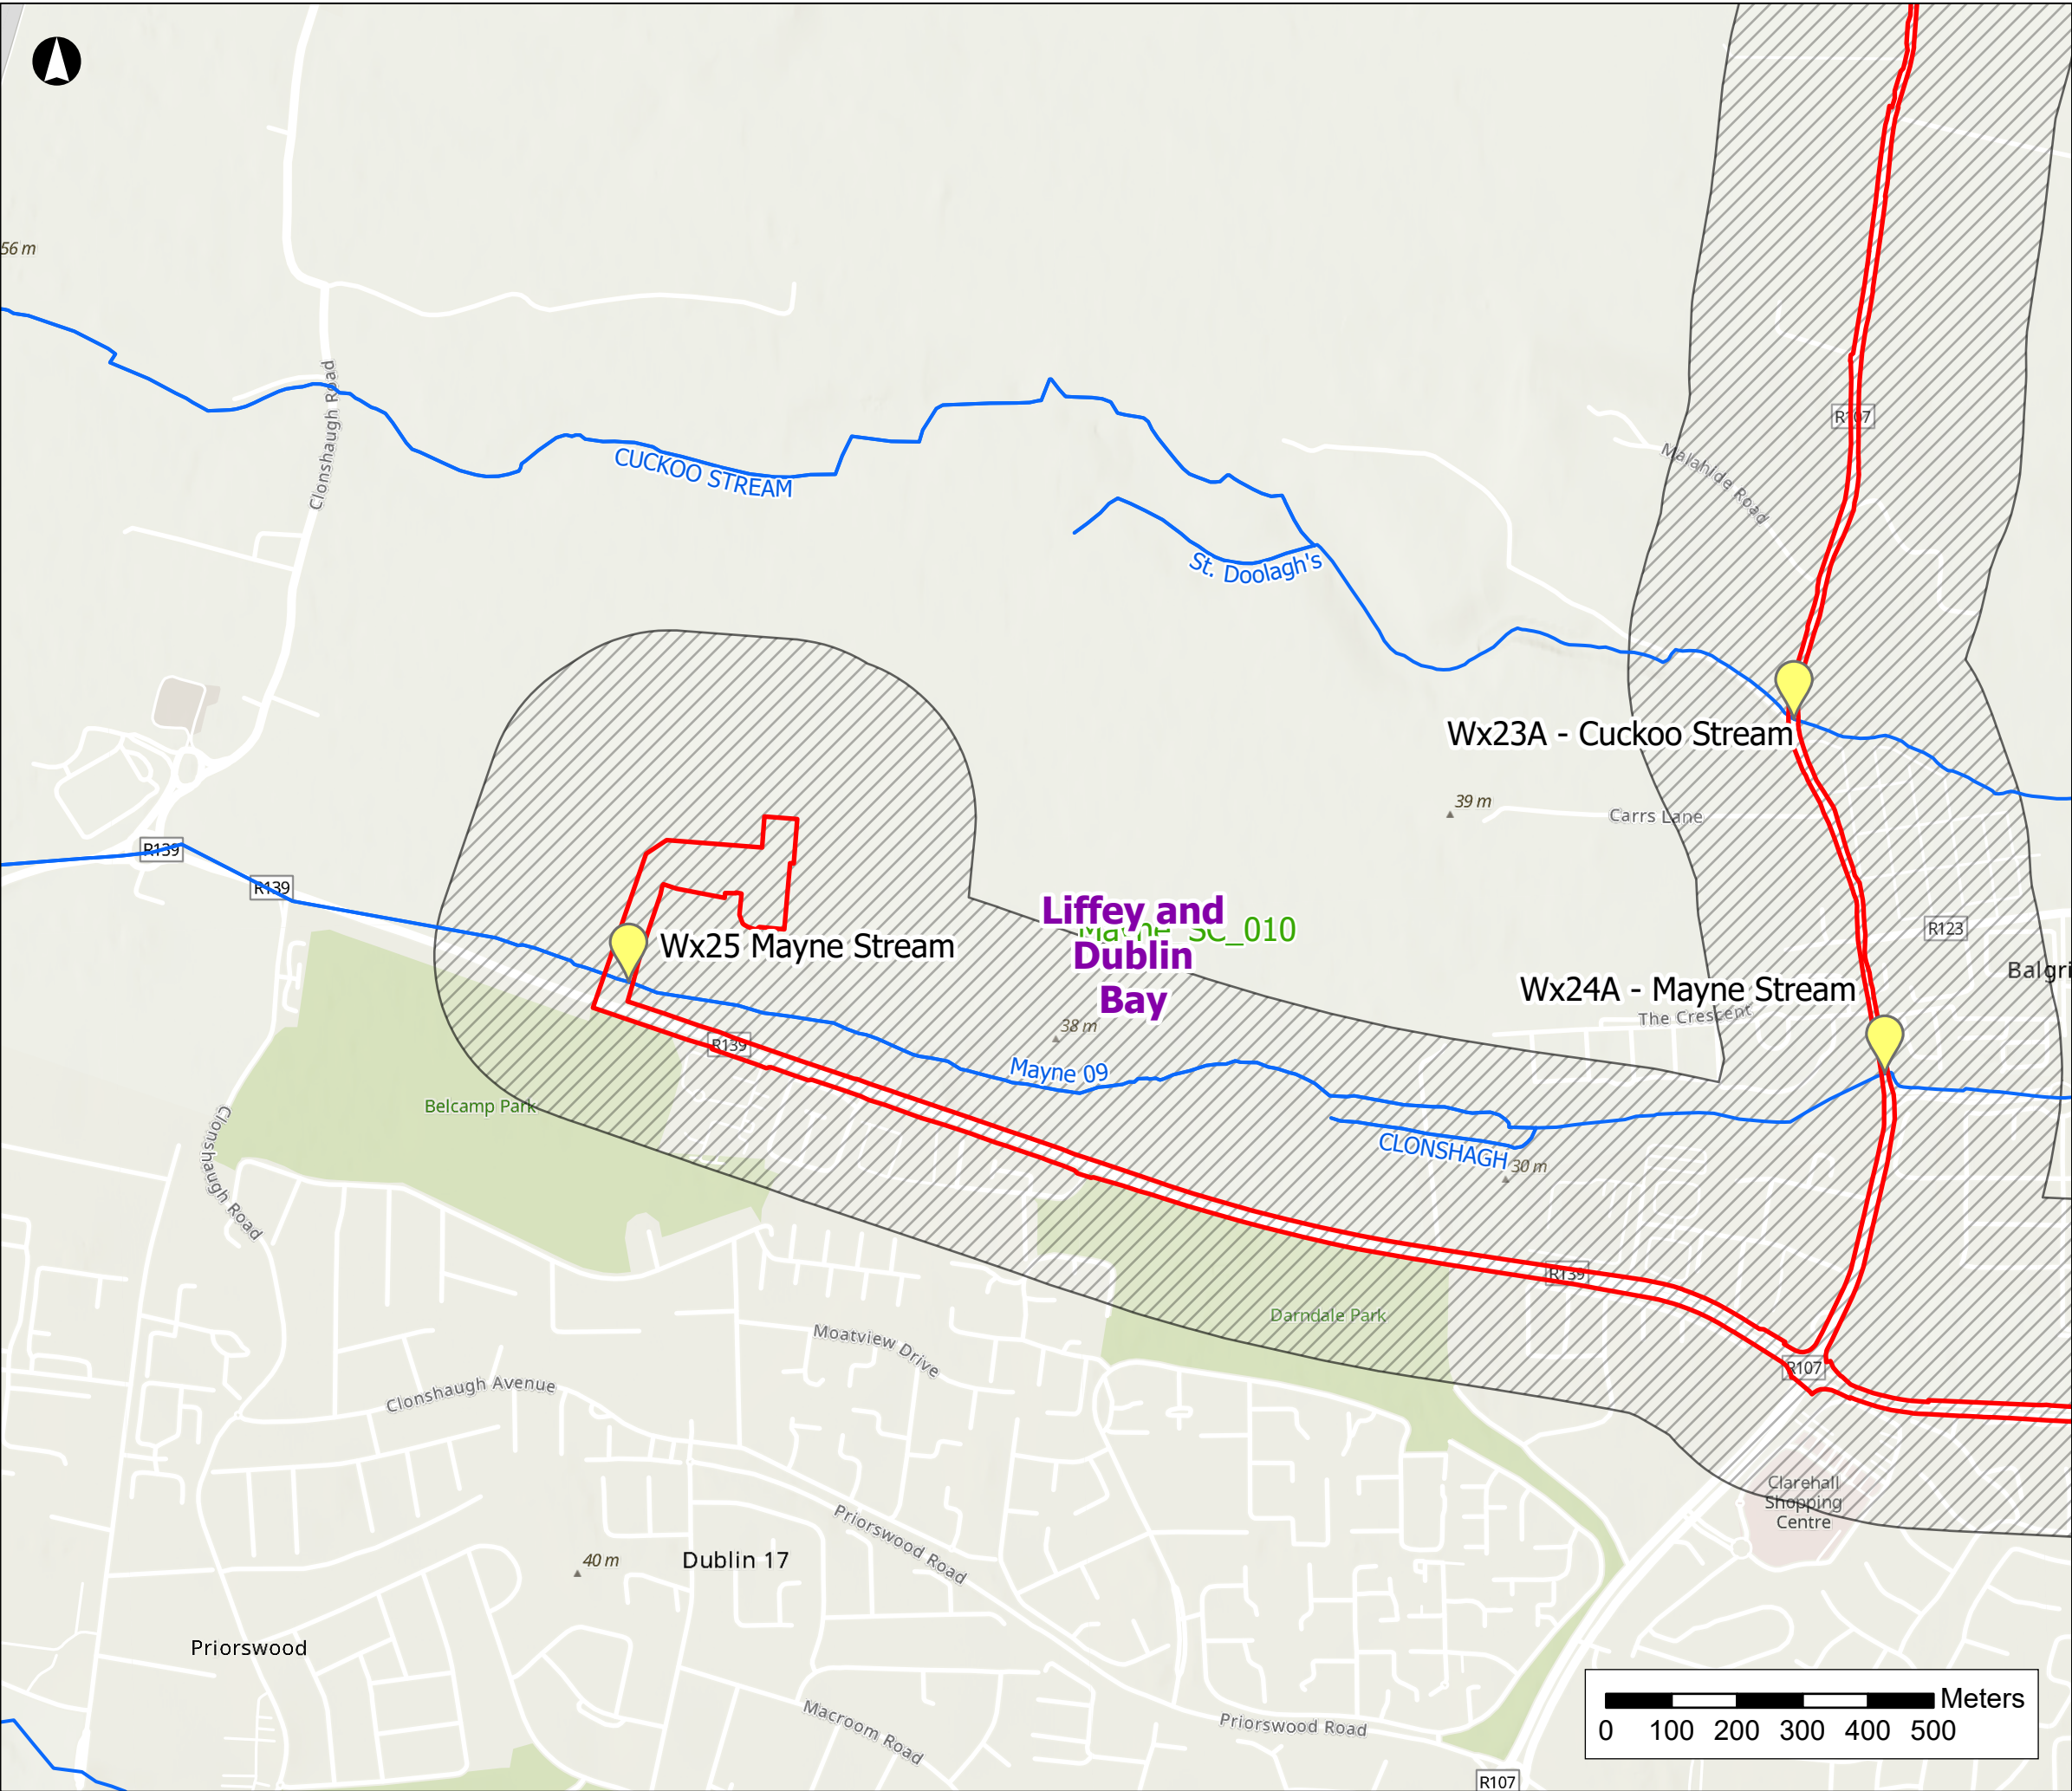 56 m
Clonshaugh Road
R107
Malahide Road
CUCKOO STREAM
St. Doolagh's
Wx23A - Cuckoo Stream
39 m
Carrs Lane
R139
R139
Liffey and
Mayne_SC_010
Dublin
Bay
R123
Wx25 Mayne Stream
Balgri
Wx24A - Mayne Stream
The Crescent
38 m
R139
Mayne 09
Belcamp Park
CLONSHAGH
30 m
Clonshaugh Road
R139
Darndale Park
Moatview Drive
R107
Clonshaugh Avenue
Clarehall
Shopping
Centre
Priorswood Road
40 m
Dublin 17
Priorswood
Macroom Road
Priorswood Road
Meters
0 100 200 300 400 500
R107